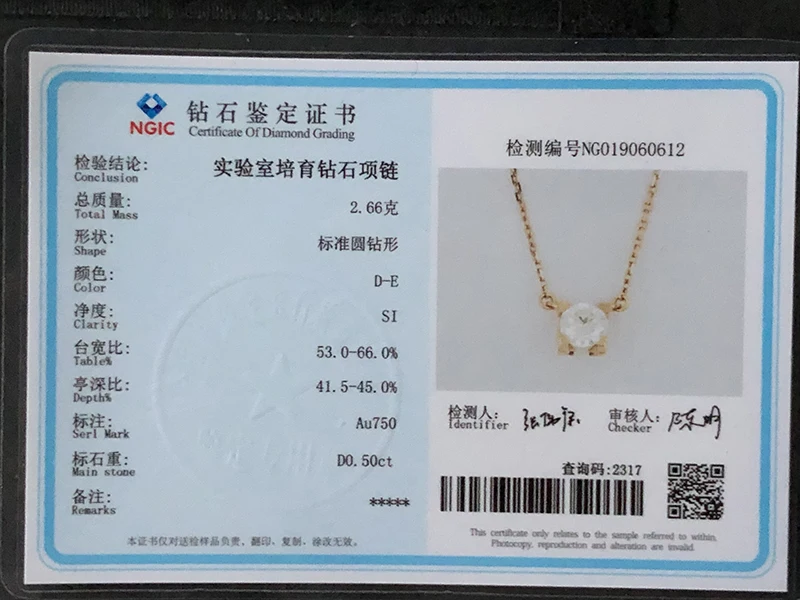 NGIC
钻石鉴定证书
Certificate Of Diamond Grading
检验结论: 实验室培育钻石项链
Conclusion
总质量: 2.66克
Total Mass
形状: 标准圆钻形
Shape
颜色: D-E
Color
净度: SI
Clarity
台宽比: 53.0-66.0%
Table%
亭深比: 41.5-45.0%
Depth%
标注: Au750
Serl Mark
标石重: D0.50ct
Main stone
备注: *****
Remarks
本证书仅对送检样品负责、翻印、复制、涂改无效。
检测编号NG019060612
检测人: 审核人:
Identifier Checker
查询码:2317
This certificate only relates to the sample referred to within.
Photocopy, reproduction and alteration are invalid